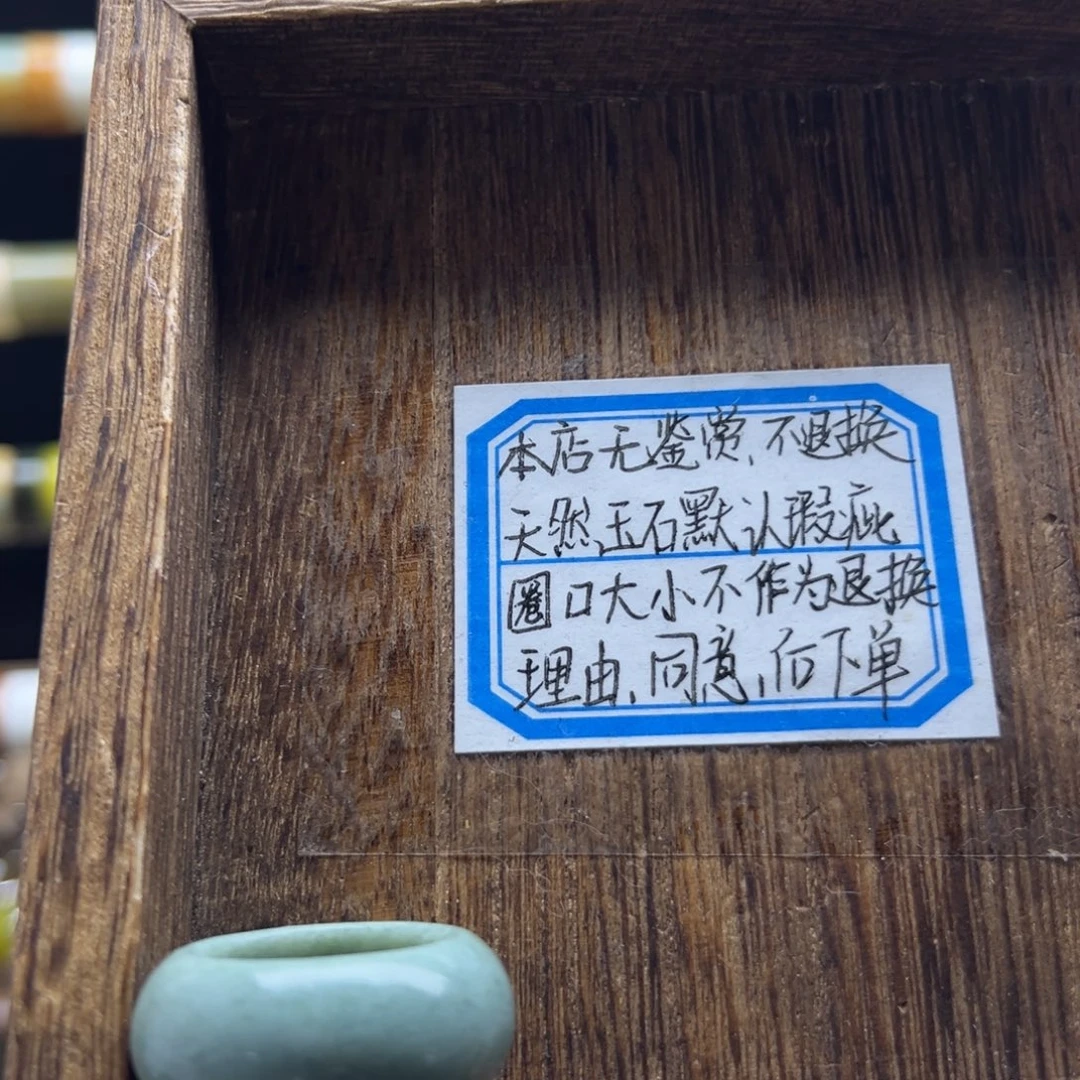 本店无鉴赏、不退换
天然玉石默认瑕疵
圈口大小不作为退换
理由、同意、后下单